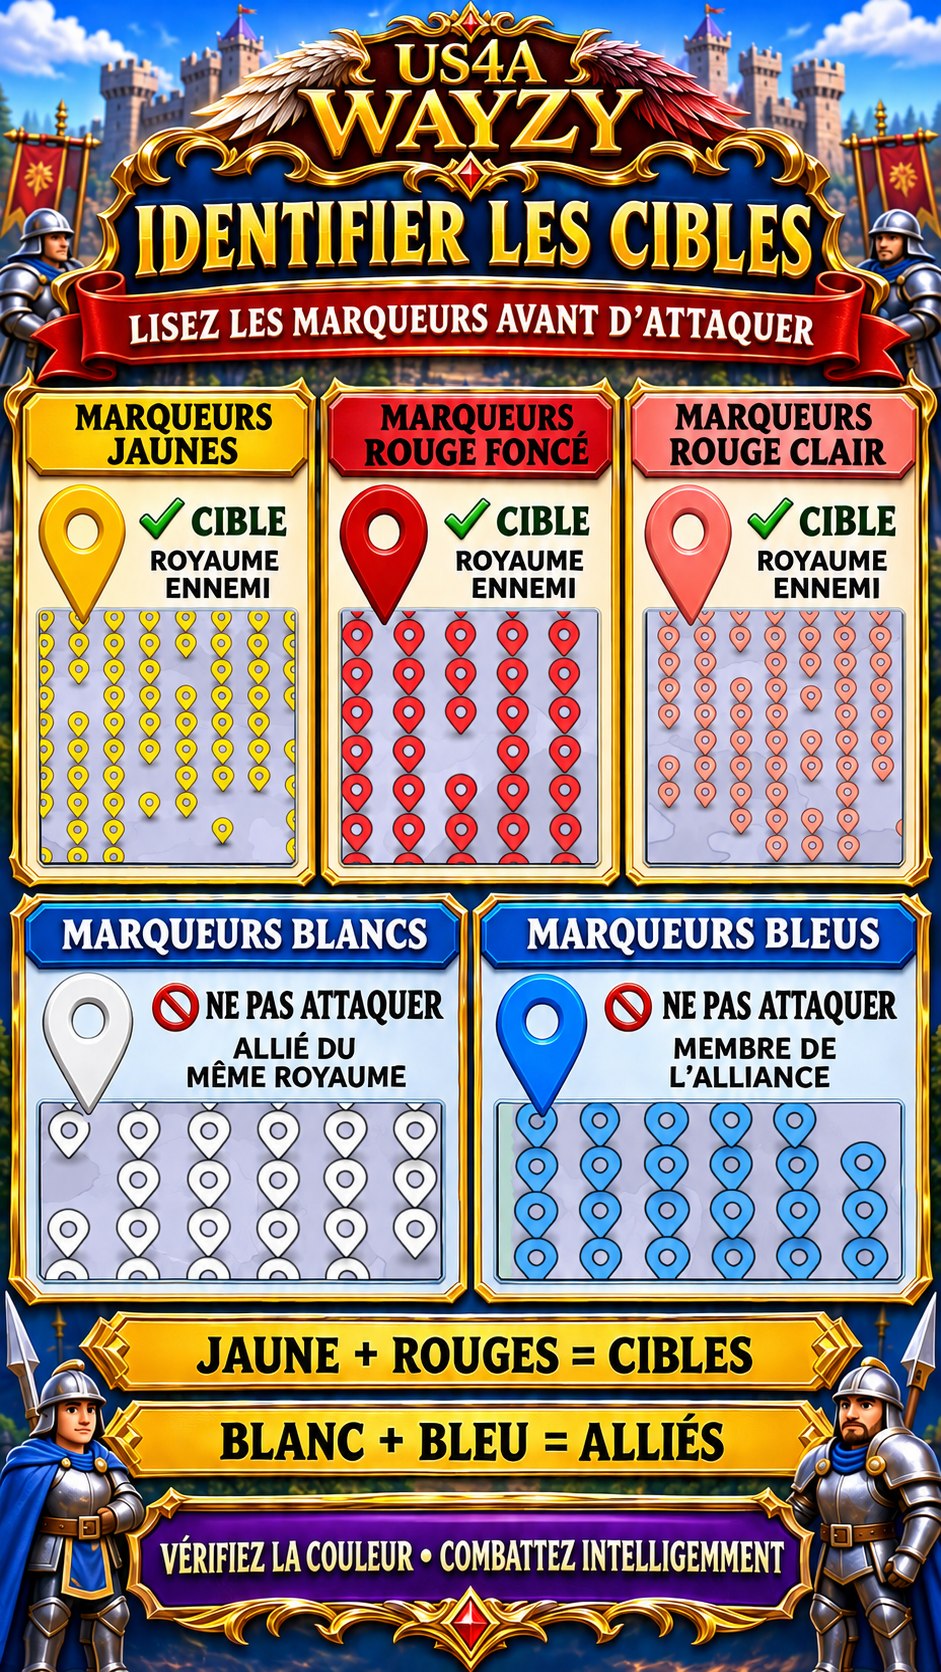 US4A
WAYZY
IDENTIFIER LES CIBLES
LISEZ LES MARQUEURS AVANT D'ATTAQUER
MARQUEURS
JAUNES
CIBLE
ROYAUME
ENNEMI
MARQUEURS
ROUGE FONCÉ
CIBLE
ROYAUME
ENNEMI
MARQUEURS
ROUGE CLAIR
CIBLE
ROYAUME
ENNEMI
MARQUEURS BLANCS
NE PAS ATTAQUER
ALLIÉ DU
MÊME ROYAUME
MARQUEURS BLEUS
NE PAS ATTAQUER
MEMBRE DE
L'ALLIANCE
JAUNE + ROUGES = CIBLES
BLANC + BLEU = ALLIÉS
VÉRIFIEZ LA COULEUR • COMBATTEZ INTELLIGEMMENT